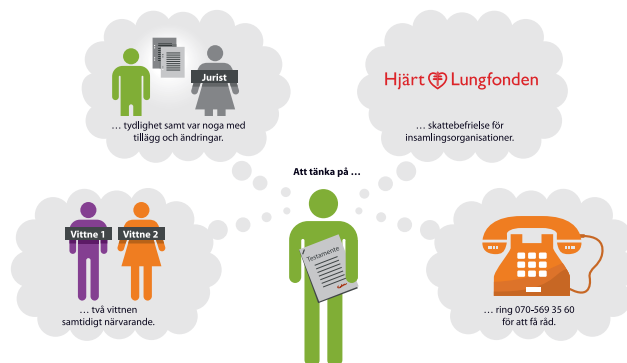 Jurist
… tydlighet samt var noga med
tillägg och ändringar.
Hjärt Lungfonden
… skattebefrielse för
insamlingsorganisationer.
Att tänka på …
Vittne 1
Vittne 2
… två vittnen
samtidigt närvarande.
Testamente
… ring 070-569 35 60
för att få råd.